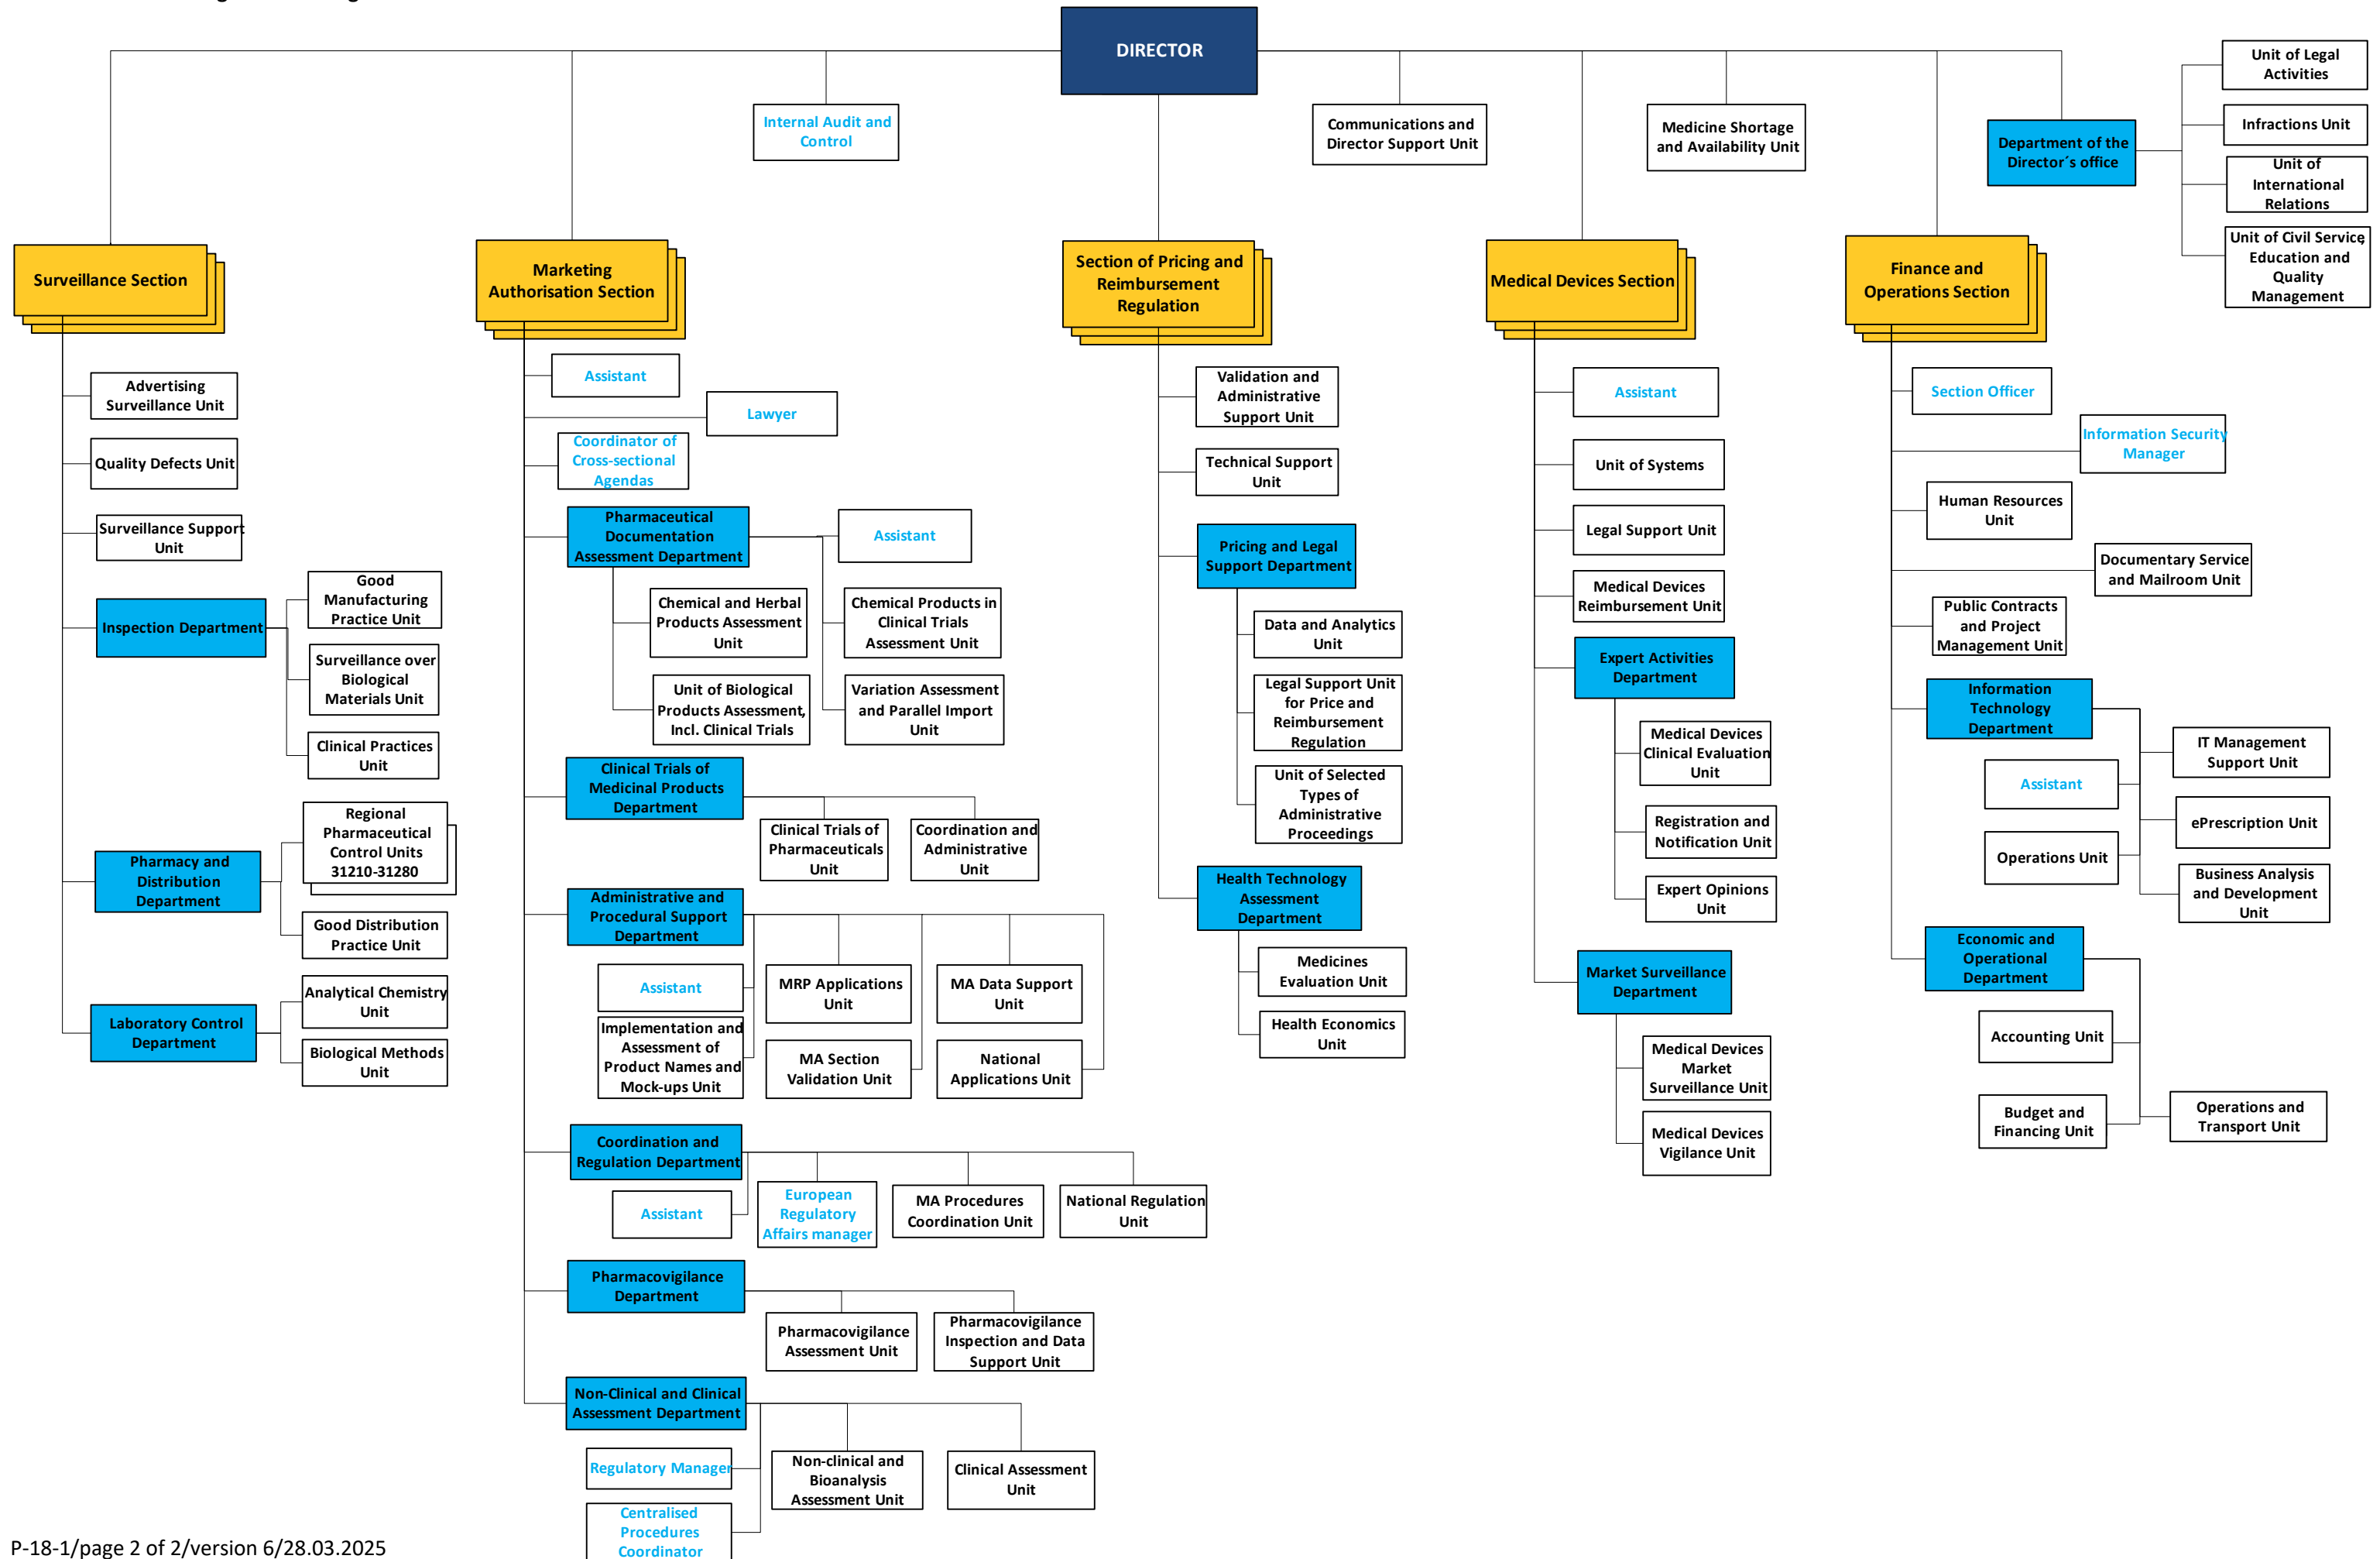 DIRECTOR
Internal Audit and
Control
Communications and
Director Support Unit
Medicine Shortage
and Availability Unit
Department of the
Director´s office
Unit of Legal
Activities
Infractions Unit
Unit of
International
Relations
Unit of Civil Service,
Education and
Quality
Management
Surveillance Section
Advertising
Surveillance Unit
Quality Defects Unit
Surveillance Support
Unit
Inspection Department
Good
Manufacturing
Practice Unit
Surveillance over
Biological
Materials Unit
Clinical Practices
Unit
Pharmacy and
Distribution
Department
Regional
Pharmaceutical
Control Units
31210-31280
Good Distribution
Practice Unit
Laboratory Control
Department
Analytical Chemistry
Unit
Biological Methods
Unit
Marketing
Authorisation Section
Assistant
Lawyer
Coordinator of
Cross-sectional
Agendas
Pharmaceutical
Documentation
Assessment Department
Assistant
Chemical and Herbal
Products Assessment
Unit
Chemical Products in
Clinical Trials
Assessment Unit
Unit of Biological
Products Assessment,
Incl. Clinical Trials
Variation Assessment
and Parallel Import
Unit
Clinical Trials of
Medicinal Products
Department
Clinical Trials of
Pharmaceuticals
Unit
Coordination and
Administrative
Unit
Administrative and
Procedural Support
Department
Assistant
MRP Applications
Unit
MA Data Support
Unit
Implementation and
Assessment of
Product Names and
Mock-ups Unit
MA Section
Validation Unit
National
Applications Unit
Coordination and
Regulation Department
Assistant
European
Regulatory
Affairs manager
MA Procedures
Coordination Unit
National Regulation
Unit
Pharmacovigilance
Department
Pharmacovigilance
Assessment Unit
Pharmacovigilance
Inspection and Data
Support Unit
Non-Clinical and Clinical
Assessment Department
Regulatory Manager
Non-clinical and
Bioanalysis
Assessment Unit
Clinical Assessment
Unit
Centralised
Procedures
Coordinator
Section of Pricing and
Reimbursement
Regulation
Validation and
Administrative
Support Unit
Technical Support
Unit
Pricing and Legal
Support Department
Data and Analytics
Unit
Legal Support Unit
for Price and
Reimbursement
Regulation
Unit of Selected
Types of
Administrative
Proceedings
Health Technology
Assessment
Department
Medicines
Evaluation Unit
Health Economics
Unit
Medical Devices Section
Assistant
Unit of Systems
Legal Support Unit
Medical Devices
Reimbursement Unit
Expert Activities
Department
Medical Devices
Clinical Evaluation
Unit
Registration and
Notification Unit
Expert Opinions
Unit
Market Surveillance
Department
Medical Devices
Market
Surveillance Unit
Medical Devices
Vigilance Unit
Finance and
Operations Section
Section Officer
Information Security
Manager
Human Resources
Unit
Documentary Service
and Mailroom Unit
Public Contracts
and Project
Management Unit
Information
Technology
Department
IT Management
Support Unit
Assistant
ePrescription Unit
Operations Unit
Business Analysis
and Development
Unit
Economic and
Operational
Department
Accounting Unit
Budget and
Financing Unit
Operations and
Transport Unit
P-18-1/page 2 of 2/version 6/28.03.2025